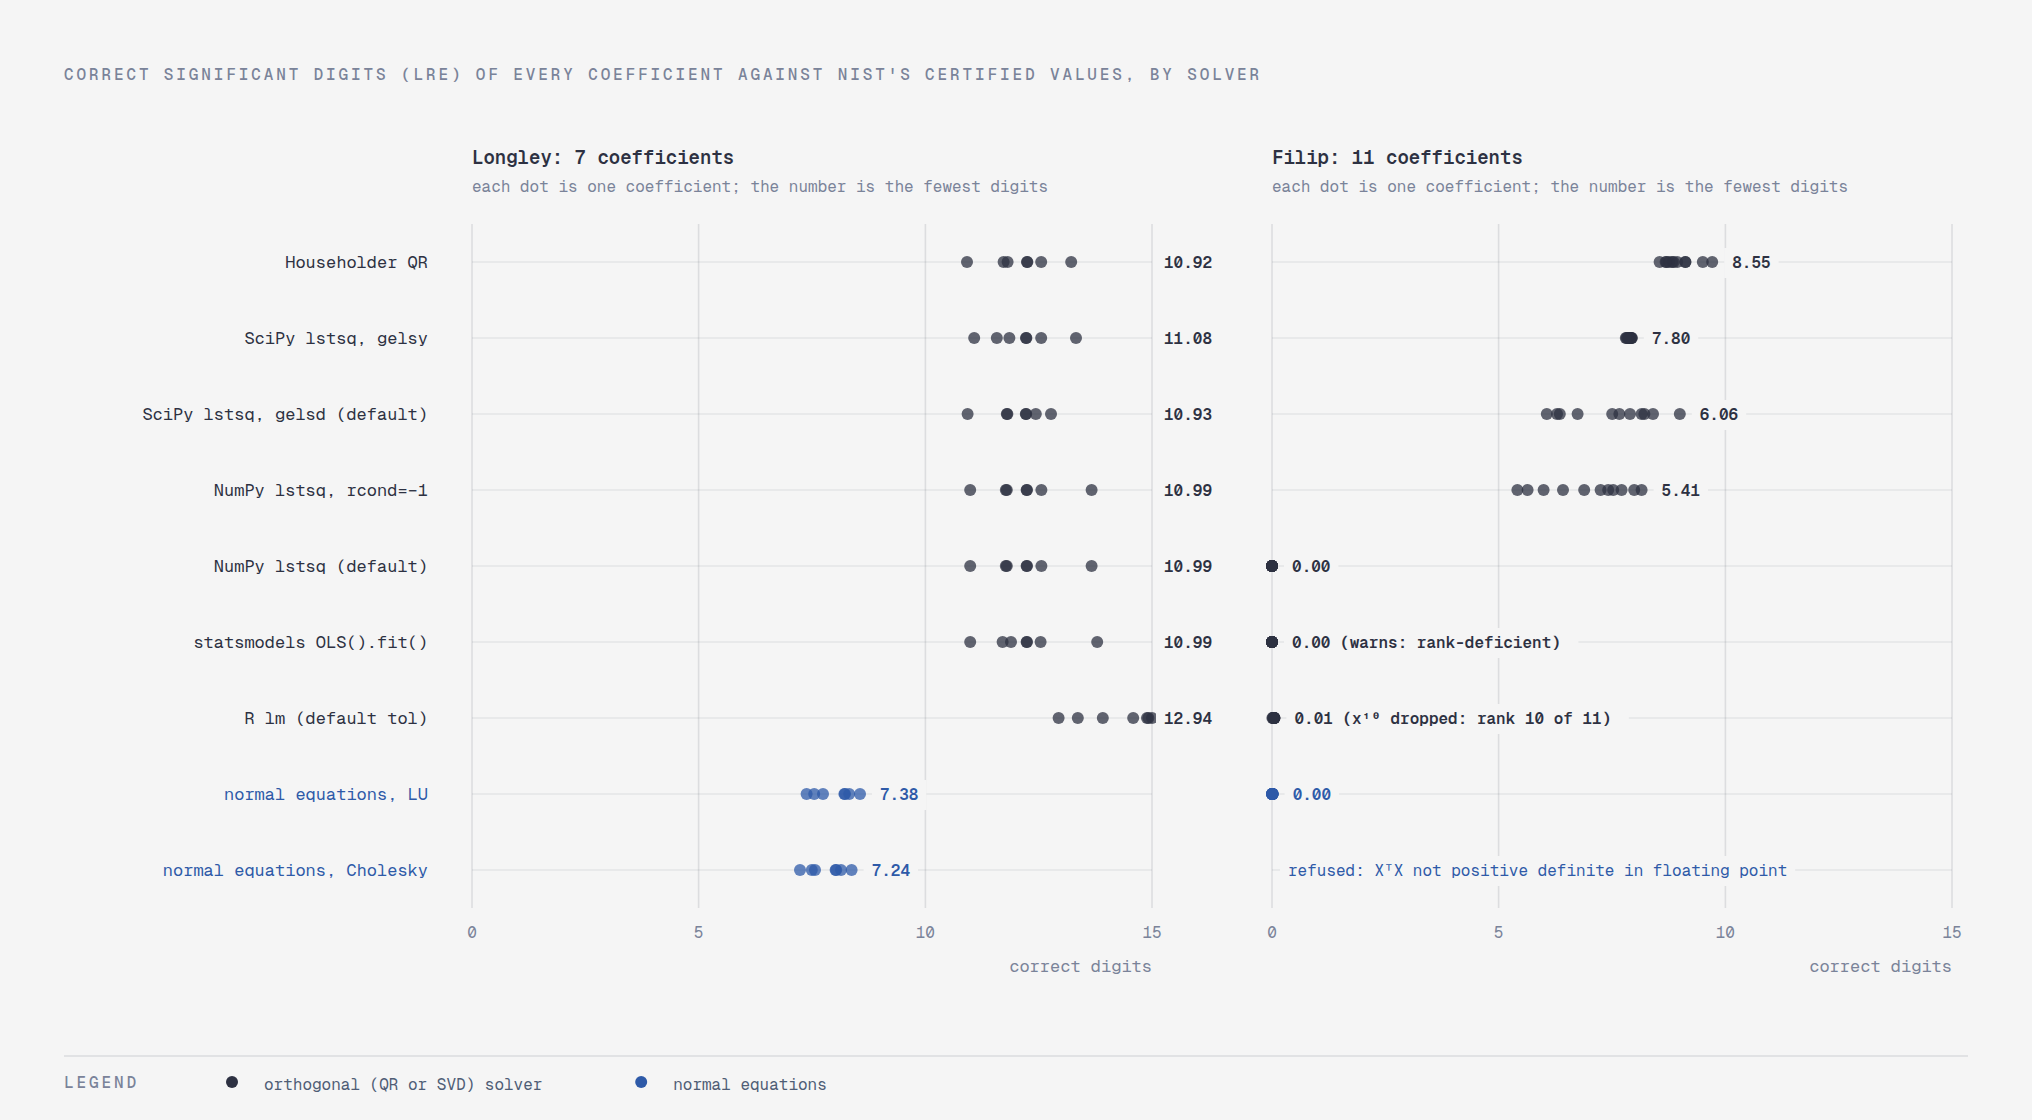 CORRECT SIGNIFICANT DIGITS (LRE) OF EVERY COEFFICIENT AGAINST NIST'S CERTIFIED VALUES, BY SOLVER
Longley: 7 coefficients
each dot is one coefficient; the number is the fewest digits
Filip: 11 coefficients
each dot is one coefficient; the number is the fewest digits
Householder QR 10.92 8.55
SciPy lstsq, gelsy 11.08 7.80
SciPy lstsq, gelsd (default) 10.93 6.06
NumPy lstsq, rcond=−1 10.99 5.41
NumPy lstsq (default) 10.99 0.00
statsmodels OLS().fit() 10.99 0.00 (warns: rank-deficient)
R lm (default tol) 12.94 0.01 (x¹⁰ dropped: rank 10 of 11)
normal equations, LU 7.38 0.00
normal equations, Cholesky 7.24 refused: XᵀX not positive definite in floating point
0 5 10 15 0 5 10 15
correct digits correct digits
LEGEND orthogonal (QR or SVD) solver normal equations